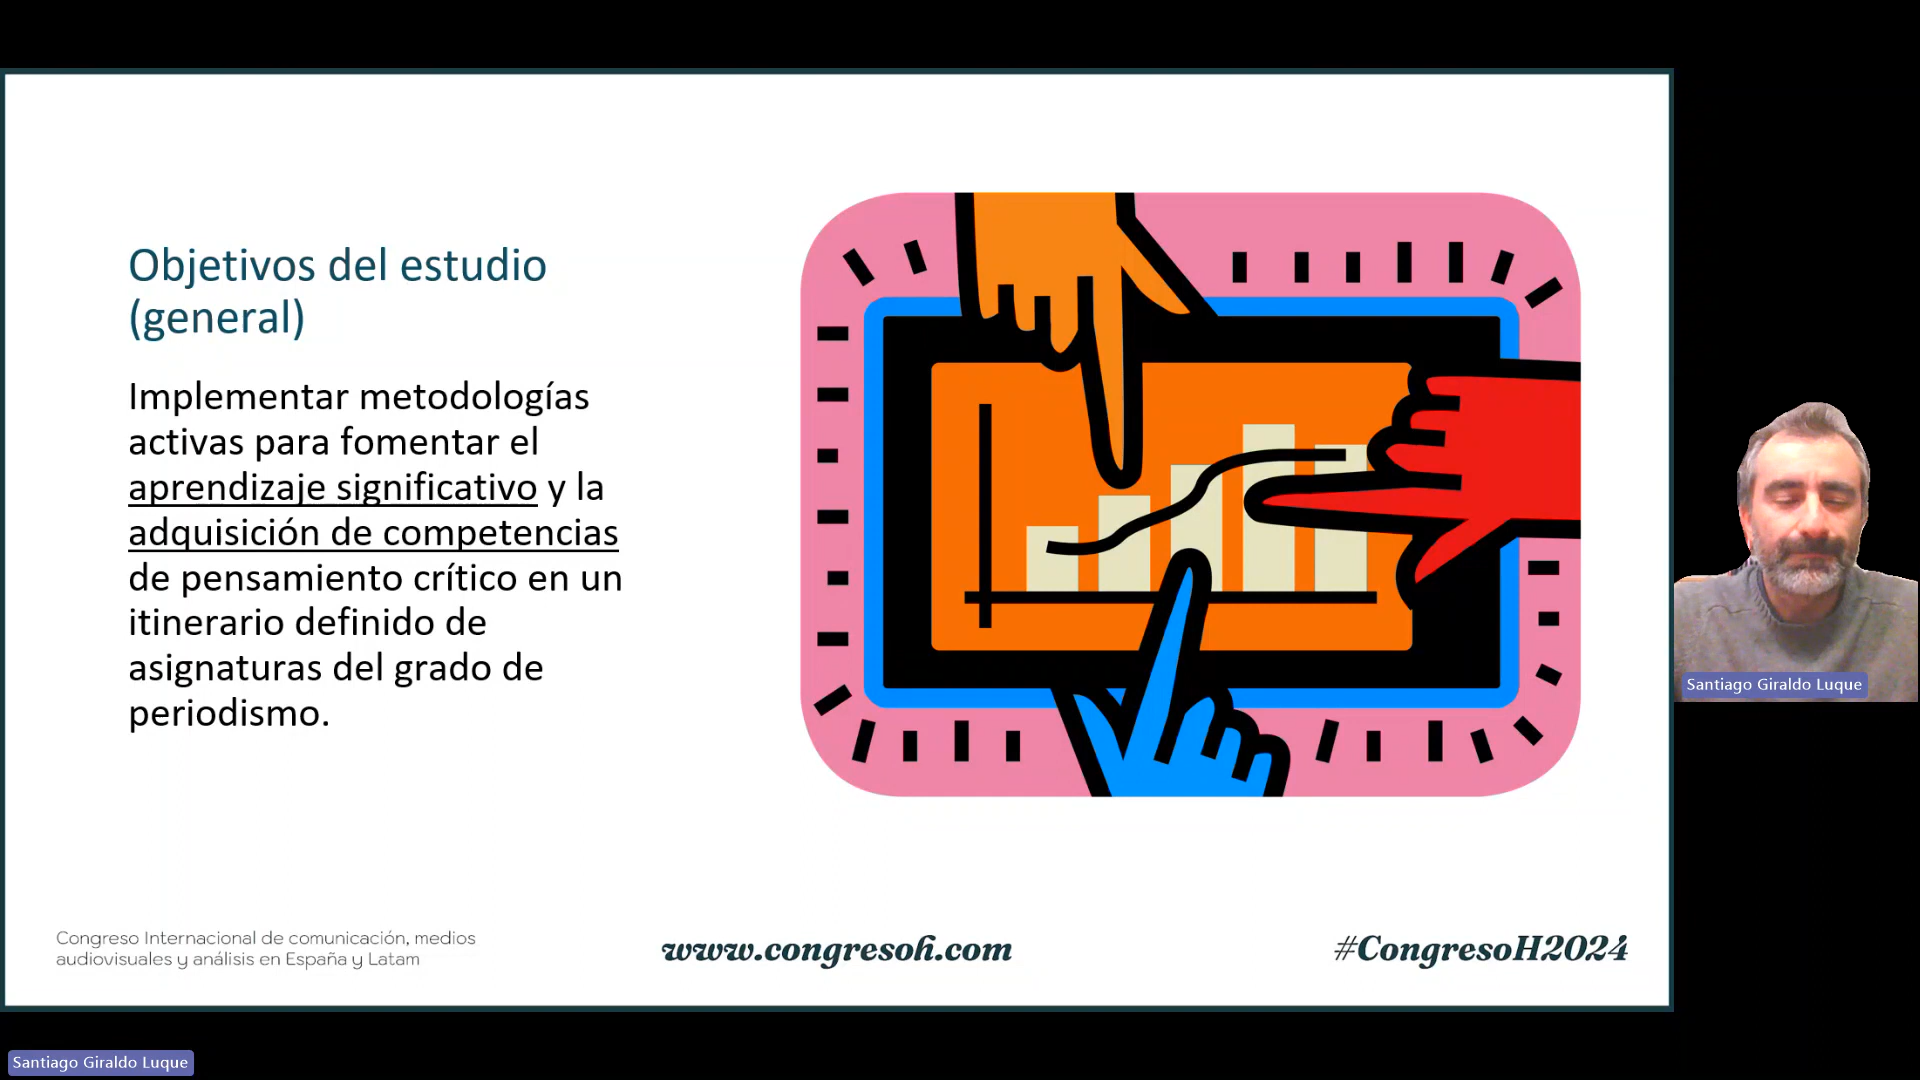 Objetivos del estudio
(general)
Implementar metodologías
activas para fomentar el
aprendizaje significativo y la
adquisición de competencias
de pensamiento crítico en un
itinerario definido de
asignaturas del grado de
periodismo.
Congreso Internacional de comunicación, medios
audiovisuales y análisis en España y Latam
www.congresoh.com
#CongresoH2024
Santiago Giraldo Luque
Santiago Giraldo Luque